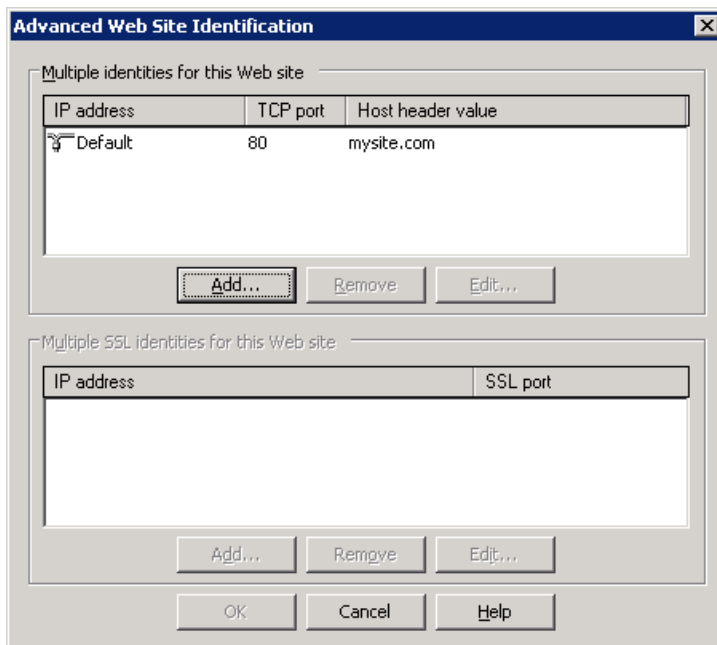 Advanced Web Site Identification
Multiple identities for this Web site
IP address TCP port Host header value
Default 80 mysite.com
Add... Remove Edit...
Multiple SSL identities for this Web site
IP address SSL port
Add... Remove Edit...
OK Cancel Help